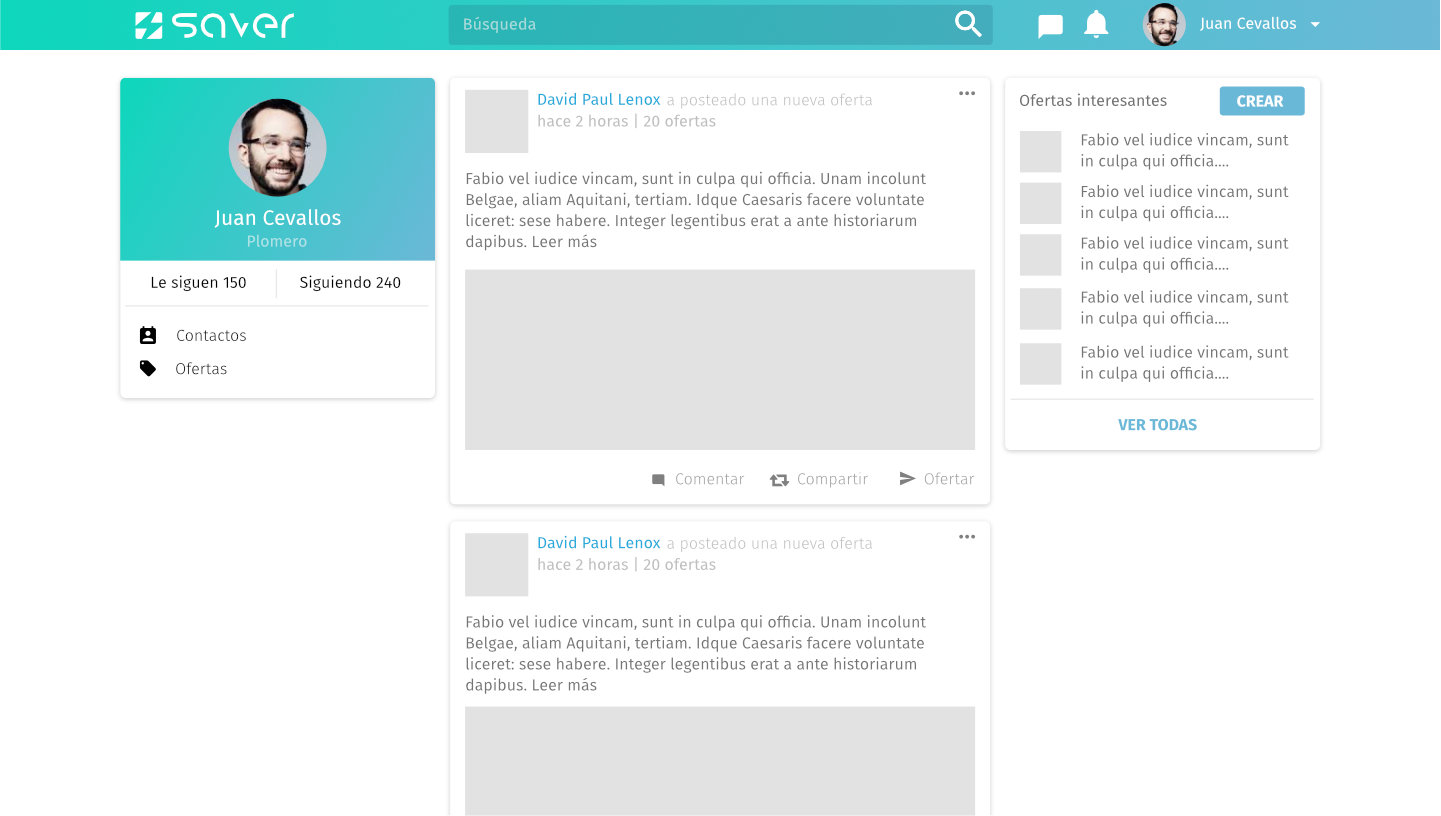 saver
Búsqueda
Juan Cevallos
Juan Cevallos
Plomero
Le siguen 150
Siguiendo 240
Contactos
Ofertas
David Paul Lenox a posteado una nueva oferta
hace 2 horas | 20 ofertas
Fabio vel iudice vincam, sunt in culpa qui officia. Unam incolunt
Belgae, aliam Aquitani, tertiam. Idque Caesaris facere voluntate
liceret: sese habere. Integer legentibus erat a ante historiarum
dapibus. Leer más
Comentar
Compartir
Ofertar
David Paul Lenox a posteado una nueva oferta
hace 2 horas | 20 ofertas
Fabio vel iudice vincam, sunt in culpa qui officia. Unam incolunt
Belgae, aliam Aquitani, tertiam. Idque Caesaris facere voluntate
liceret: sese habere. Integer legentibus erat a ante historiarum
dapibus. Leer más
Ofertas interesantes
CREAR
Fabio vel iudice vincam, sunt
in culpa qui officia....
Fabio vel iudice vincam, sunt
in culpa qui officia....
Fabio vel iudice vincam, sunt
in culpa qui officia....
Fabio vel iudice vincam, sunt
in culpa qui officia....
Fabio vel iudice vincam, sunt
in culpa qui officia....
VER TODAS